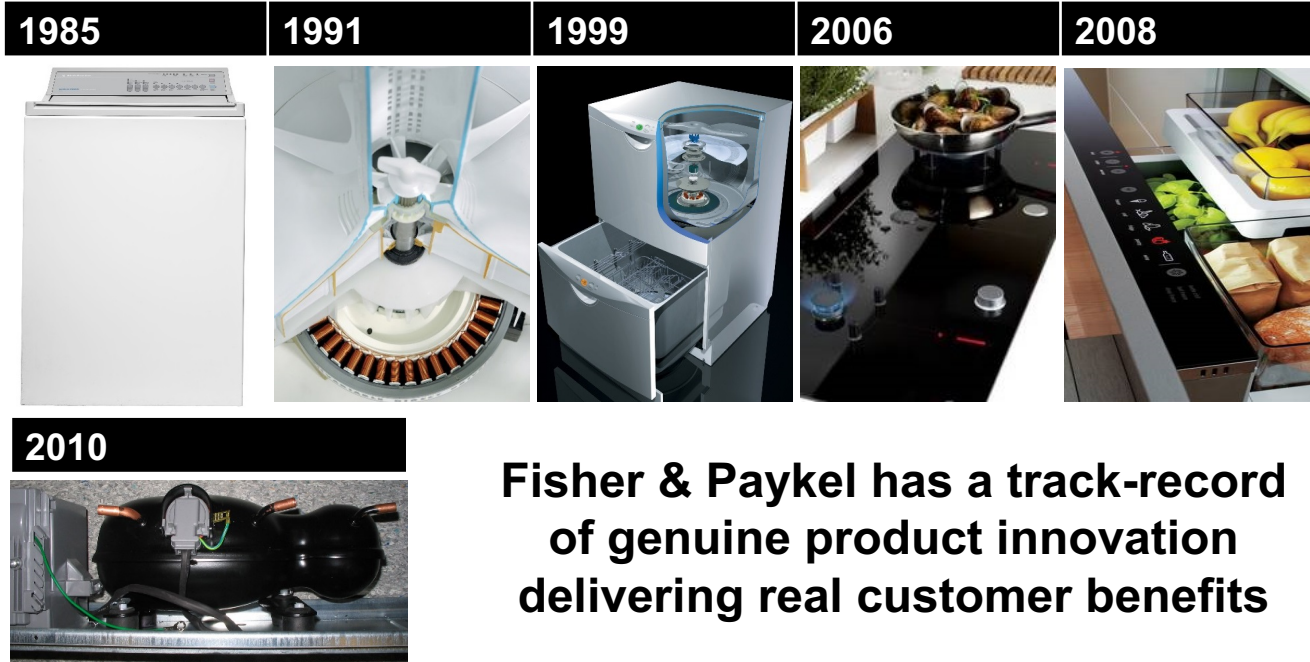 1985
1991
1999
2006
2008
2010
Fisher & Paykel has a track-record
of genuine product innovation
delivering real customer benefits